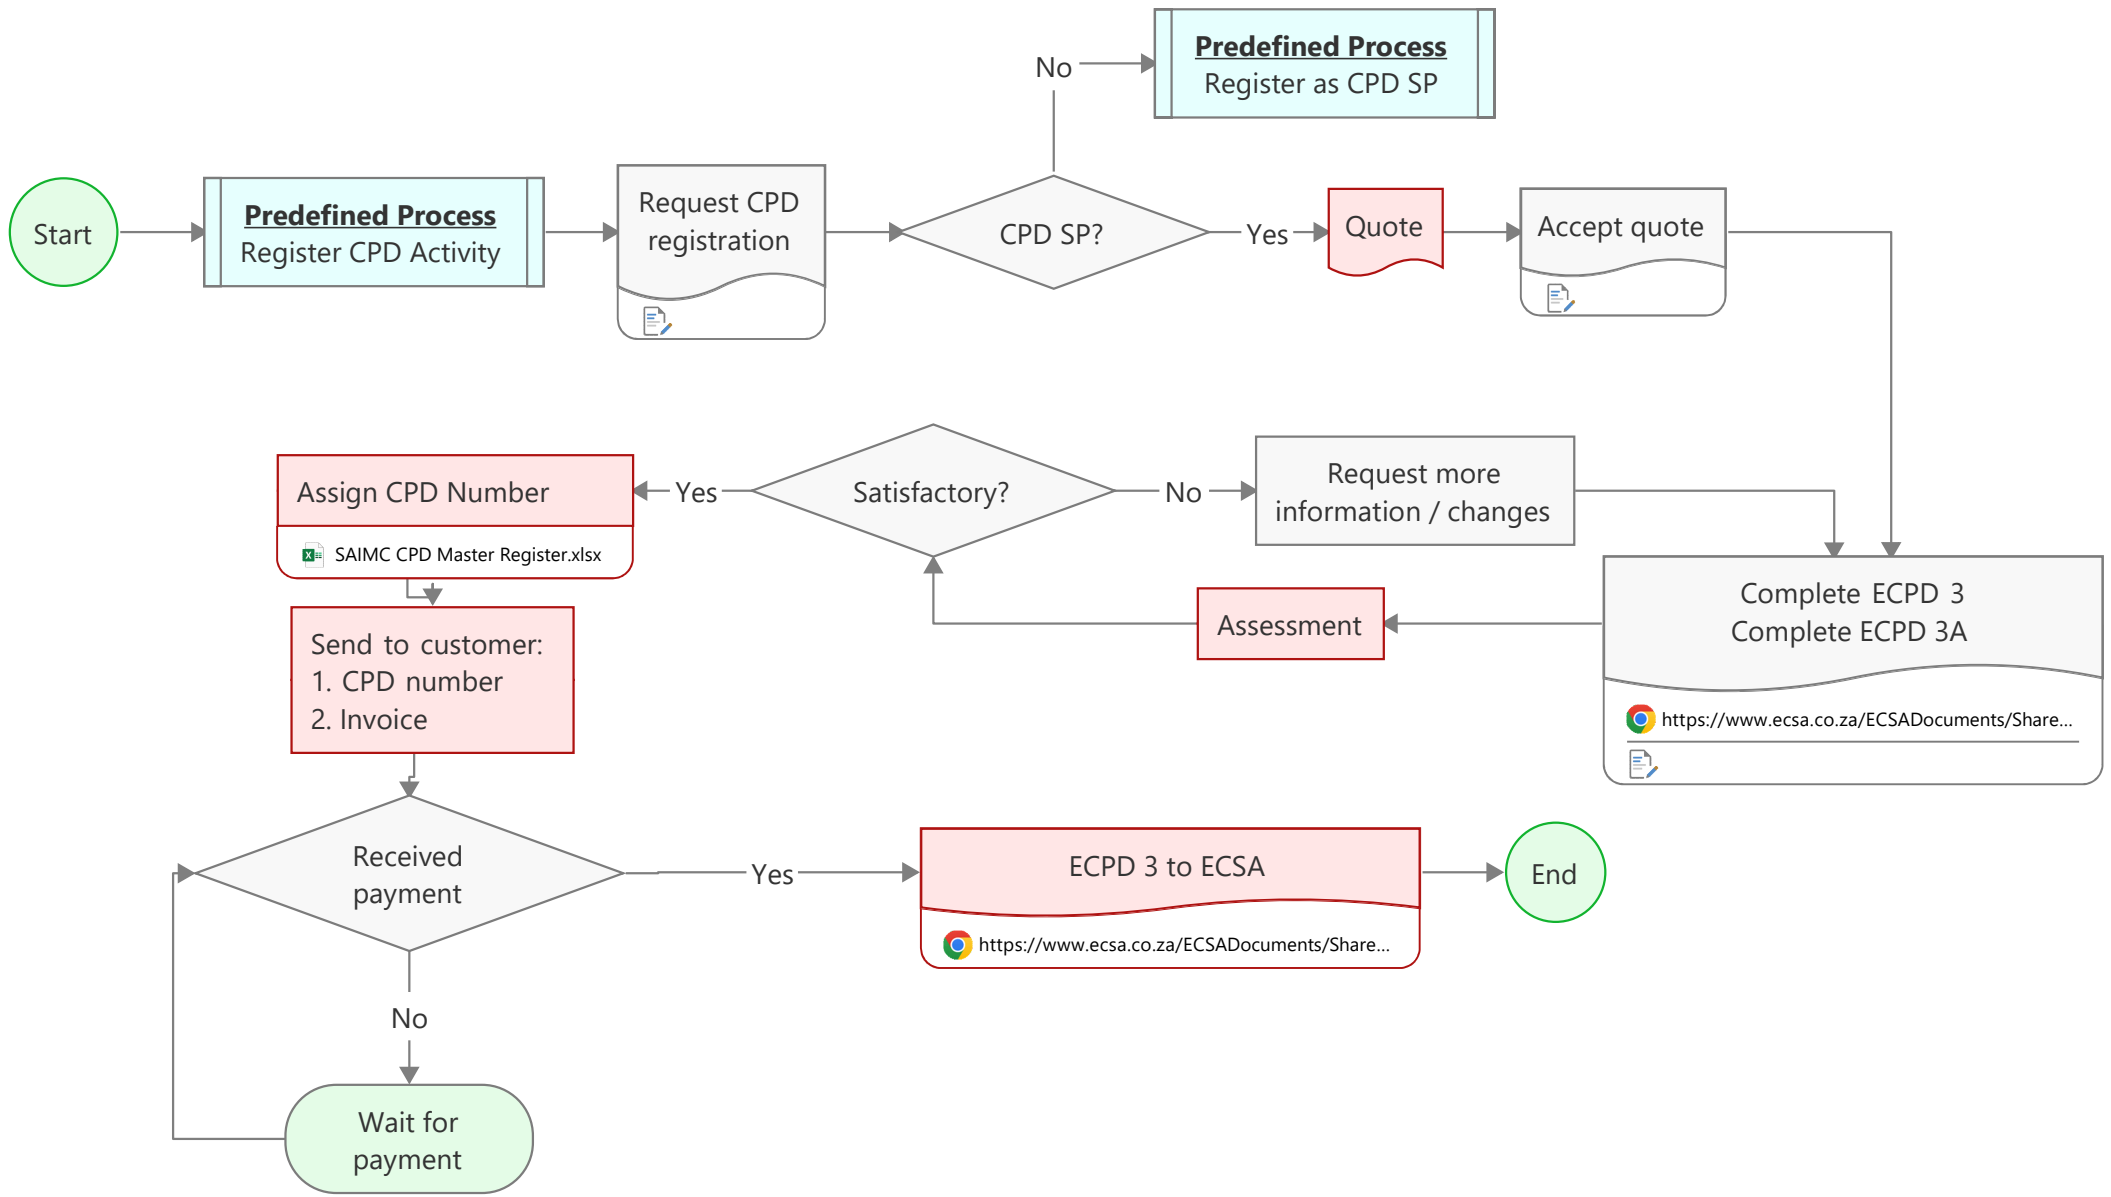 No
Predefined Process
Register as CPD SP
Start
Predefined Process
Register CPD Activity
Request CPD
registration
CPD SP?
Yes
Quote
Accept quote
Assign CPD Number
SAIMC CPD Master Register.xlsx
Yes
Satisfactory?
No
Request more
information / changes
Complete ECPD 3
Complete ECPD 3A
https://www.ecsa.co.za/ECSADocuments/Share...
Assessment
Send to customer:
1. CPD number
2. Invoice
Received
payment
Yes
ECPD 3 to ECSA
https://www.ecsa.co.za/ECSADocuments/Share...
End
No
Wait for
payment